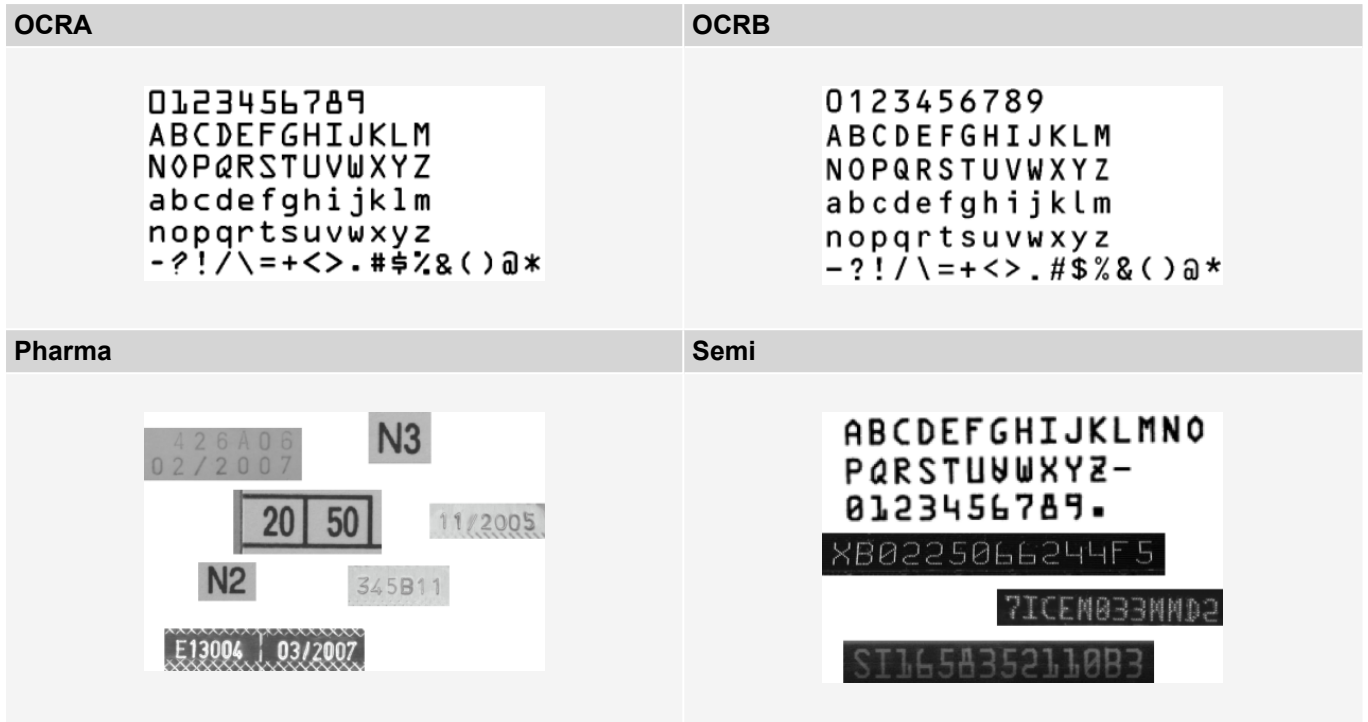 OCRA
0123456789
ABCDEFGHIJKLM
NOPQRSTUVWXYZ
abcdefghijklm
nopqrtsuvwxyz
-?!/\=+<>.#$%&()@*
OCRB
0123456789
ABCDEFGHIJKLM
NOPQRSTUVWXYZ
abcdefghijklm
nopqrtsuvwxyz
-?!/\=+<>.#$%&()@*
Pharma
426A06
02/2007
N3
20 50
11/2005
N2
345B11
E13004 03/2007
Semi
ABCDEFGHIJKLMNO
PQRSTUVWXYZ-
0123456789.
XB0225066244F5
7ICEM033MMD2
SI1658352110B3